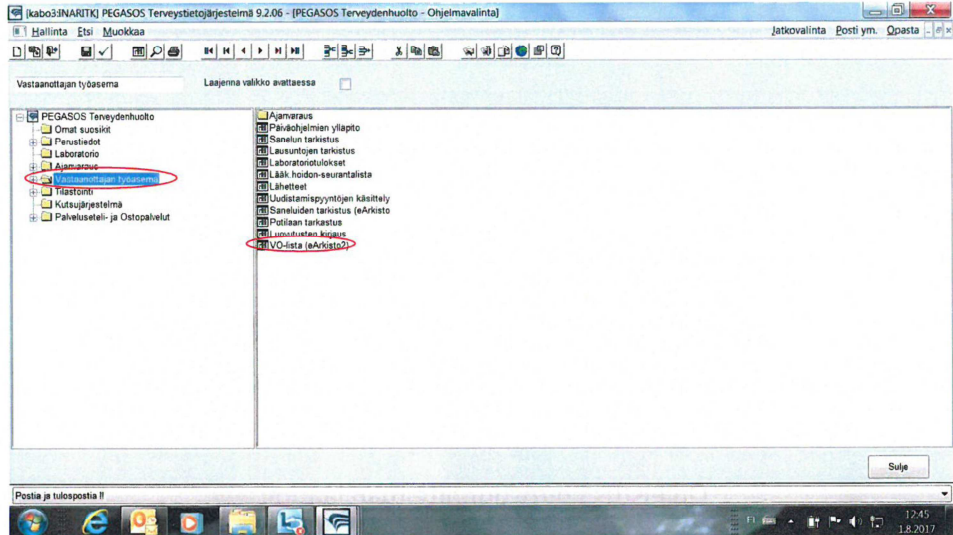 [kabo3:INARITK] PEGASOS Terveystietojärjestelmä 9.2.06 - [PEGASOS Terveydenhuolto - Ohjelmavalinta]
Hallinta Etsi Muokkaa Jatkovalinta Posti ym. Opasta
Vastaanottajan työasema Laajenna valikko avattaessa
PEGASOS Terveydenhuolto
Omat suosikit
Perustiedot
Laboratorio
Ajanvaraus
Vastaanottajan työasema
Tilastointi
Kutsujärjestelmä
Palveluseteli- ja Ostopalvelut
Ajanvaraus
Päiväohjelmien ylläpito
Sanelun tarkistus
Lausuntojen tarkistus
Laboratoriotulokset
Lääk.hoidon-seurantalista
Lähetteet
Uudistamispyyntöjen käsittely
Saneluiden tarkistus (eArkisto
Potilaan tarkastus
Luovutusten kirjaus
VO-lista (eArkisto2)
Sulje
Postia ja tulospostia !!
FI 12:45
1.8.2017